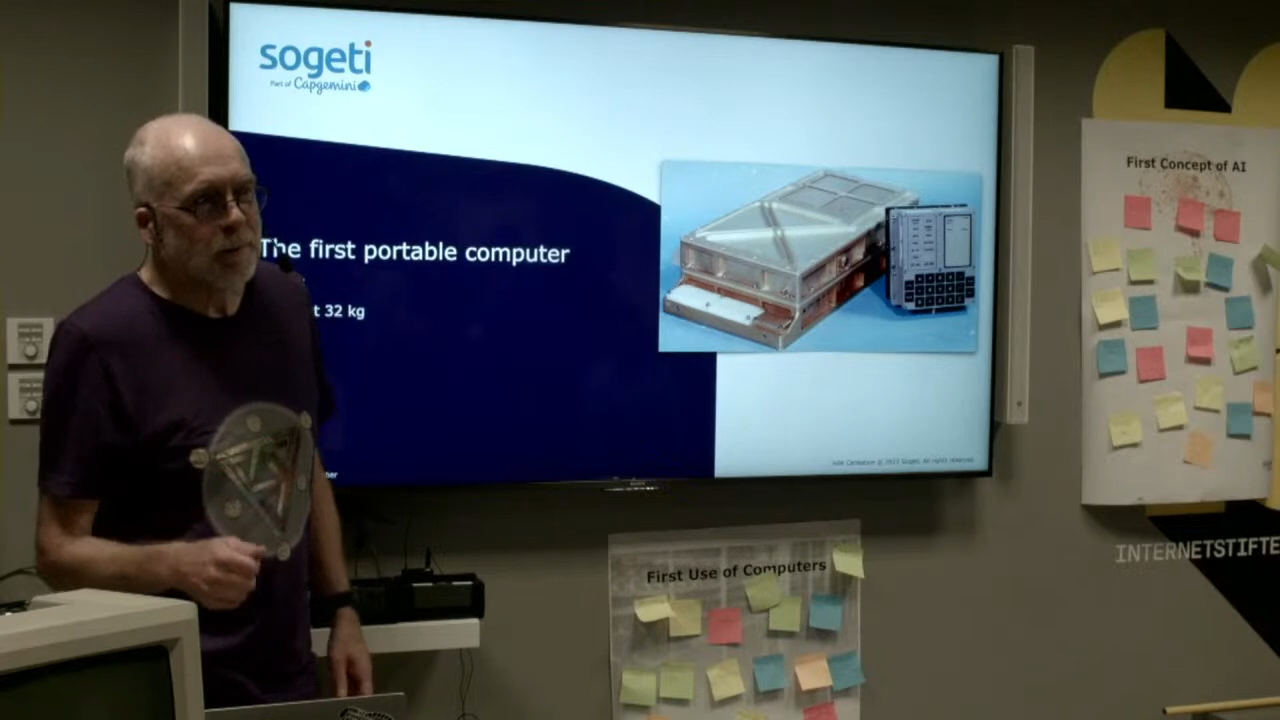 sogeti
Part of Capgemini
The first portable computer
t 32 kg
First Concept of AI
INTERNETSTIFTE
First Use of Computers